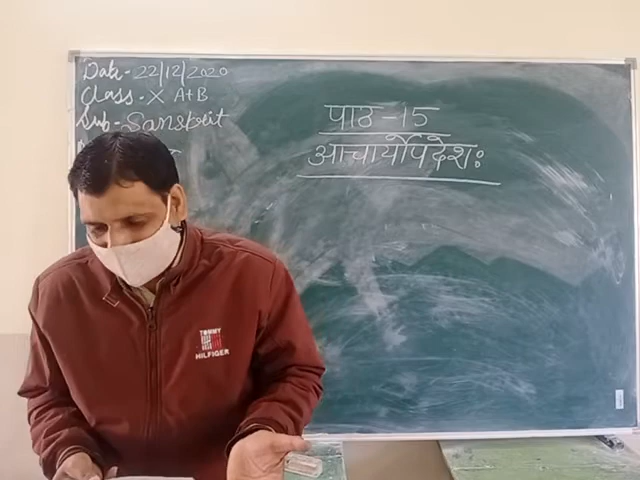 Date - 22/12/2020
Class - X A+B
Sub - Sanskrit
पाठ - 15
आचार्योपदेशः
TOMMY
HILFIGER